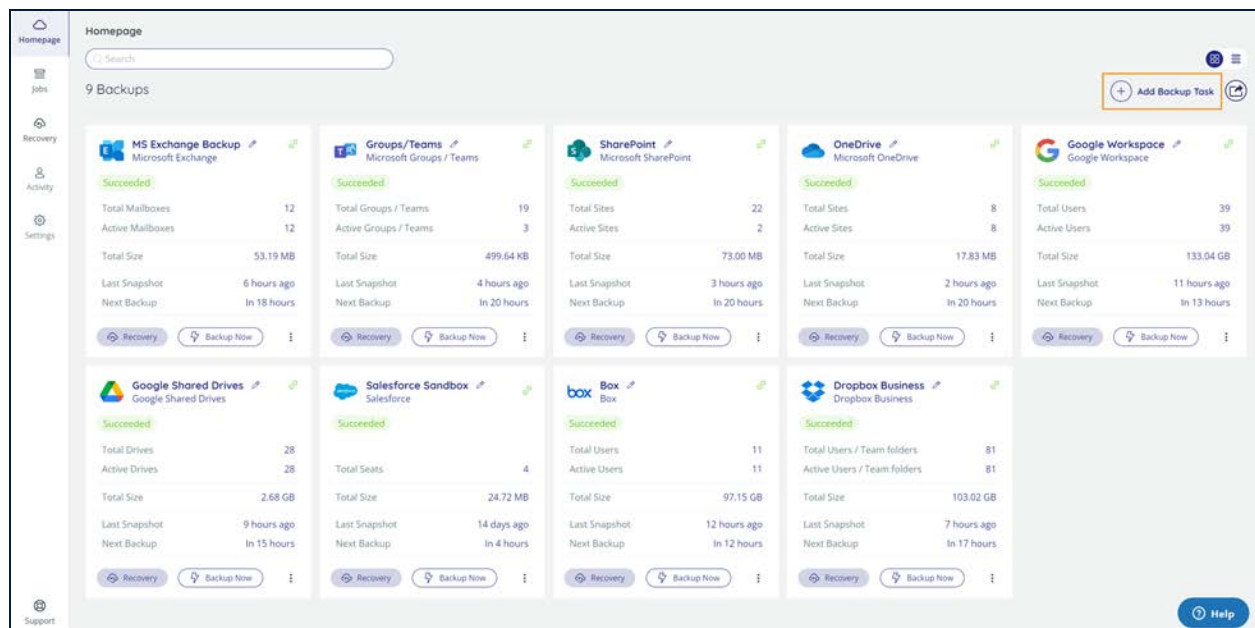 Homepage
Jobs
Recovery
Activity
Settings
Support
Homepage
Search
9 Backups
Add Backup Task
MS Exchange Backup
Microsoft Exchange
Succeeded
Total Mailboxes 12
Active Mailboxes 12
Total Size 53.19 MB
Last Snapshot 6 hours ago
Next Backup In 18 hours
Recovery Backup Now
Groups/Teams
Microsoft Groups / Teams
Succeeded
Total Groups / Teams 19
Active Groups / Teams 3
Total Size 499.64 KB
Last Snapshot 4 hours ago
Next Backup In 20 hours
Recovery Backup Now
SharePoint
Microsoft SharePoint
Succeeded
Total Sites 22
Active Sites 2
Total Size 73.00 MB
Last Snapshot 3 hours ago
Next Backup In 20 hours
Recovery Backup Now
OneDrive
Microsoft OneDrive
Succeeded
Total Sites 8
Active Sites 8
Total Size 17.83 MB
Last Snapshot 2 hours ago
Next Backup In 20 hours
Recovery Backup Now
Google Workspace
Google Workspace
Succeeded
Total Users 39
Active Users 39
Total Size 133.04 GB
Last Snapshot 11 hours ago
Next Backup In 13 hours
Recovery Backup Now
Google Shared Drives
Google Shared Drives
Succeeded
Total Drives 28
Active Drives 28
Total Size 2.68 GB
Last Snapshot 9 hours ago
Next Backup In 15 hours
Recovery Backup Now
Salesforce Sandbox
Salesforce
Succeeded
Total Seats 4
Total Size 24.72 MB
Last Snapshot 14 days ago
Next Backup In 4 hours
Recovery Backup Now
box Box
Box
Succeeded
Total Users 11
Active Users 11
Total Size 97.15 GB
Last Snapshot 12 hours ago
Next Backup In 12 hours
Recovery Backup Now
Dropbox Business
Dropbox Business
Succeeded
Total Users / Team folders 81
Active Users / Team folders 81
Total Size 103.02 GB
Last Snapshot 7 hours ago
Next Backup In 17 hours
Recovery Backup Now
Help